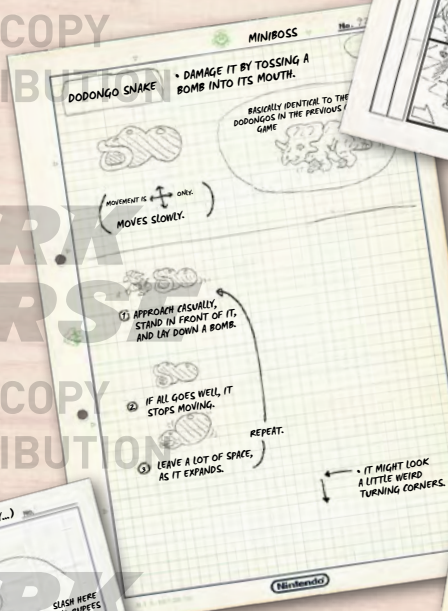 COPY
MINIBOSS
No.
DODONGO SNAKE
• DAMAGE IT BY TOSSING A
BOMB INTO ITS MOUTH.
BASICALLY IDENTICAL TO THE
DODONGOS IN THE PREVIOUS
GAME
MOVEMENT IS ONLY.
MOVES SLOWLY.
① APPROACH CASUALLY,
STAND IN FRONT OF IT,
AND LAY DOWN A BOMB.
COPY
② IF ALL GOES WELL, IT
STOPS MOVING.
REPEAT.
③ LEAVE A LOT OF SPACE,
AS IT EXPANDS.
• IT MIGHT LOOK
A LITTLE WEIRD
TURNING CORNERS.
SLASH HERE
Nintendo